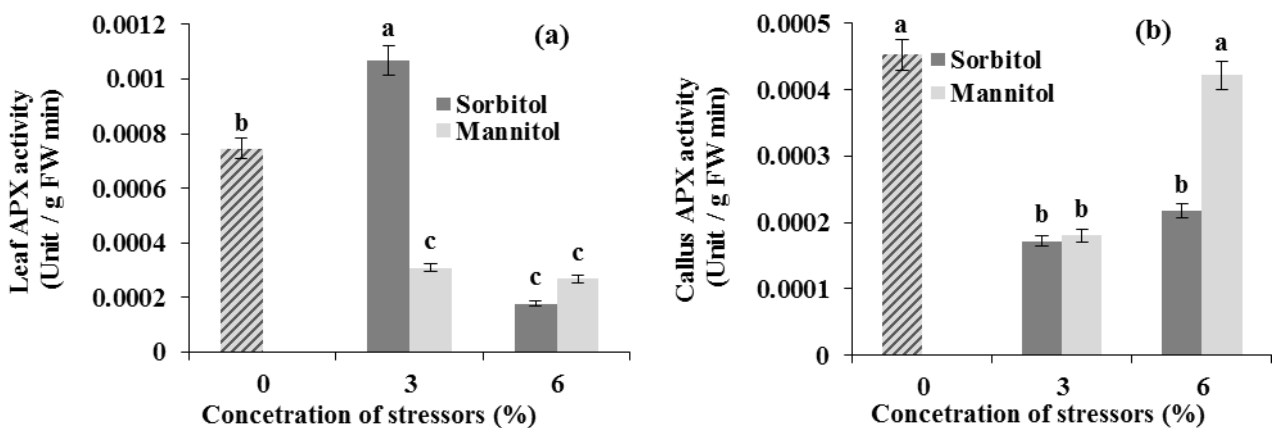 Leaf APX activity
(Unit / g FW min)
0.0012
0.001
0.0008
0.0006
0.0004
0.0002
0
(a)
Sorbitol
Mannitol
b
a
c
c
c
0
3
6
Concetration of stressors (%)
Callus APX activity
(Unit / g FW min)
0.0005
0.0004
0.0003
0.0002
0.0001
0
(b)
Sorbitol
Mannitol
a
b
b
b
a
0
3
6
Concetration of stressors (%)